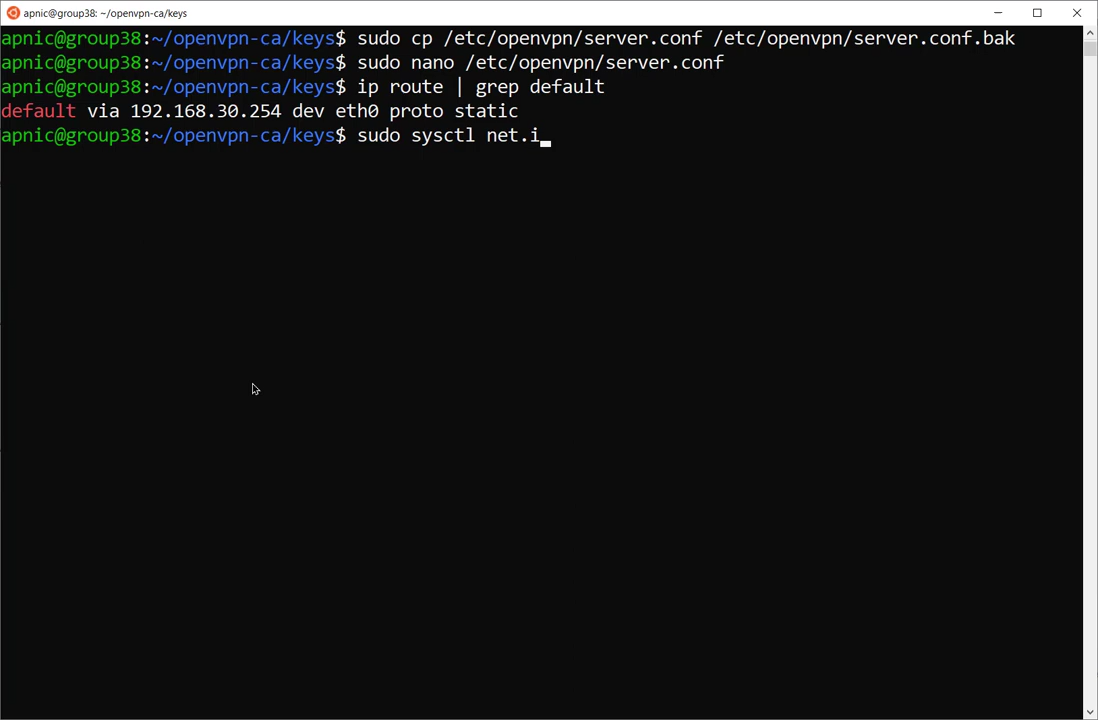 apnic@group38: ~/openvpn-ca/keys
apnic@group38:~/openvpn-ca/keys$ sudo cp /etc/openvpn/server.conf /etc/openvpn/server.conf.bak
apnic@group38:~/openvpn-ca/keys$ sudo nano /etc/openvpn/server.conf
apnic@group38:~/openvpn-ca/keys$ ip route | grep default
default via 192.168.30.254 dev eth0 proto static
apnic@group38:~/openvpn-ca/keys$ sudo sysctl net.i